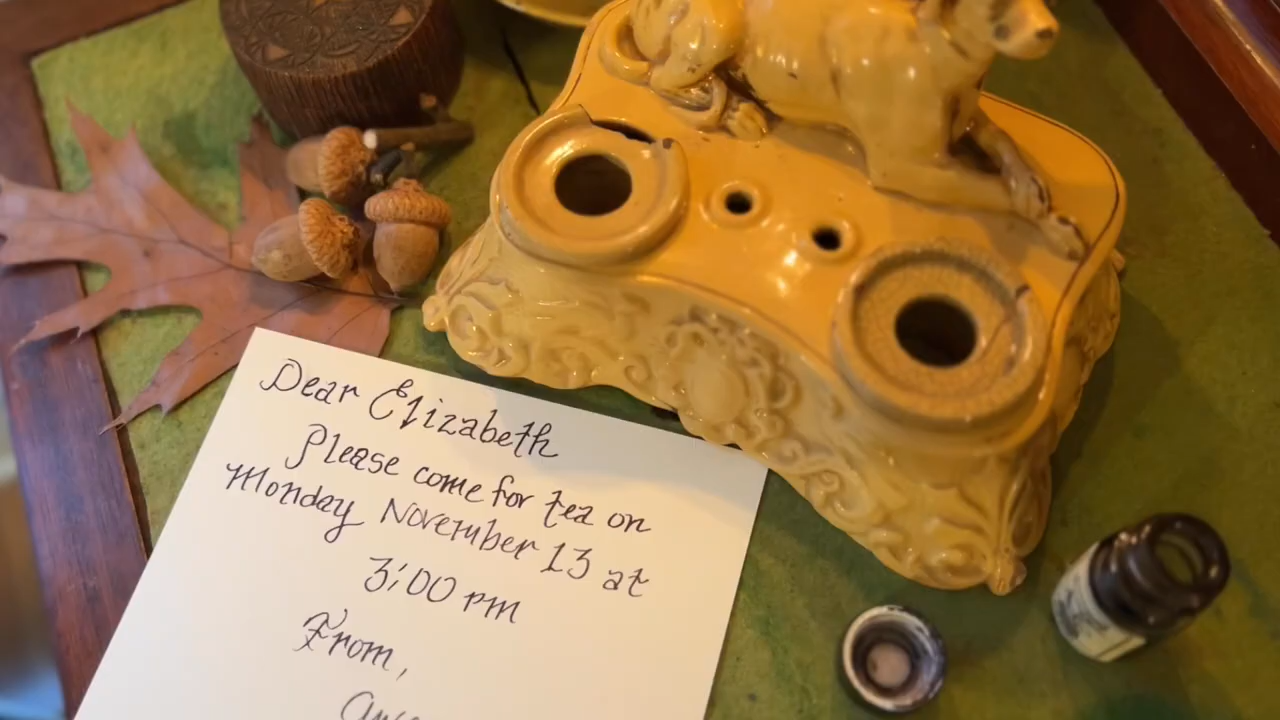 Dear Elizabeth
Please come for tea on
Monday November 13 at
3:00 pm
From,